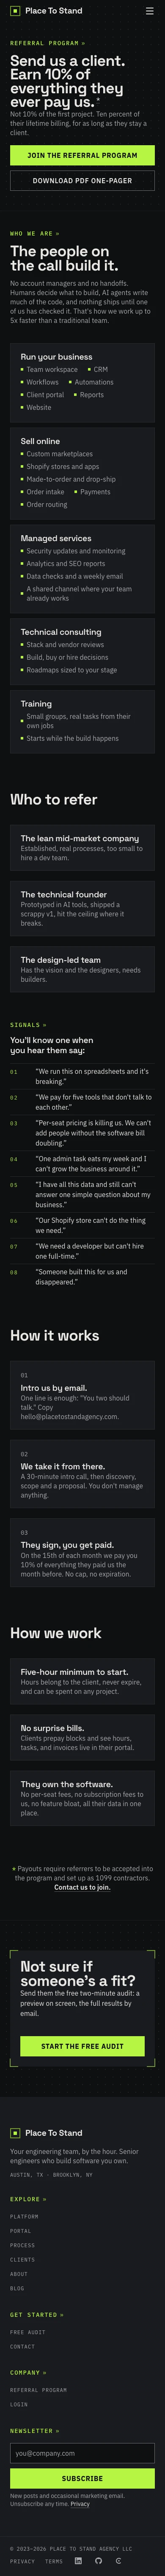 Place To Stand
REFERRAL PROGRAM »
Send us a client.
Earn 10% of
everything they
ever pay us.*
Not 10% of the first project. Ten percent of
their lifetime billing, for as long as they stay a
client.
JOIN THE REFERRAL PROGRAM
DOWNLOAD PDF ONE-PAGER
WHO WE ARE »
The people on
the call build it.
No account managers and no handoffs.
Humans decide what to build, AI agents write
much of the code, and nothing ships until one
of us has checked it. That's how we work up to
5x faster than a traditional team.
Run your business
Team workspace CRM
Workflows Automations
Client portal Reports
Website
Sell online
Custom marketplaces
Shopify stores and apps
Made-to-order and drop-ship
Order intake Payments
Order routing
Managed services
Security updates and monitoring
Analytics and SEO reports
Data checks and a weekly email
A shared channel where your team
already works
Technical consulting
Stack and vendor reviews
Build, buy or hire decisions
Roadmaps sized to your stage
Training
Small groups, real tasks from their
own jobs
Starts while the build happens
Who to refer
The lean mid-market company
Established, real processes, too small to
hire a dev team.
The technical founder
Prototyped in AI tools, shipped a
scrappy v1, hit the ceiling where it
breaks.
The design-led team
Has the vision and the designers, needs
builders.
SIGNALS »
You'll know one when
you hear them say:
01 "We run this on spreadsheets and it's
breaking."
02 "We pay for five tools that don't talk to
each other."
03 "Per-seat pricing is killing us. We can't
add people without the software bill
doubling."
04 "One admin task eats my week and I
can't grow the business around it."
05 "I have all this data and still can't
answer one simple question about my
business."
06 "Our Shopify store can't do the thing
we need."
07 "We need a developer but can't hire
one full-time."
08 "Someone built this for us and
disappeared."
How it works
01
Intro us by email.
One line is enough: "You two should
talk." Copy
hello@placetostandagency.com.
02
We take it from there.
A 30-minute intro call, then discovery,
scope and a proposal. You don't manage
anything.
03
They sign, you get paid.
On the 15th of each month we pay you
10% of everything they paid us the
month before. No cap, no expiration.
How we work
Five-hour minimum to start.
Hours belong to the client, never expire,
and can be spent on any project.
No surprise bills.
Clients prepay blocks and see hours,
tasks, and invoices live in their portal.
They own the software.
No per-seat fees, no subscription fees to
us, no feature bloat, all their data in one
place.
* Payouts require referrers to be accepted into
the program and set up as 1099 contractors.
Contact us to join.
Not sure if
someone's a fit?
Send them the free two-minute audit: a
preview on screen, the full results by
email.
START THE FREE AUDIT
Place To Stand
Your engineering team, by the hour. Senior
engineers who build software you own.
AUSTIN, TX · BROOKLYN, NY
EXPLORE »
PLATFORM
PORTAL
PROCESS
CLIENTS
ABOUT
BLOG
GET STARTED »
FREE AUDIT
CONTACT
COMPANY »
REFERRAL PROGRAM
LOGIN
NEWSLETTER »
you@company.com
SUBSCRIBE
New posts and occasional marketing email.
Unsubscribe any time. Privacy
© 2025-2026 PLACE TO STAND AGENCY LLC
PRIVACY TERMS